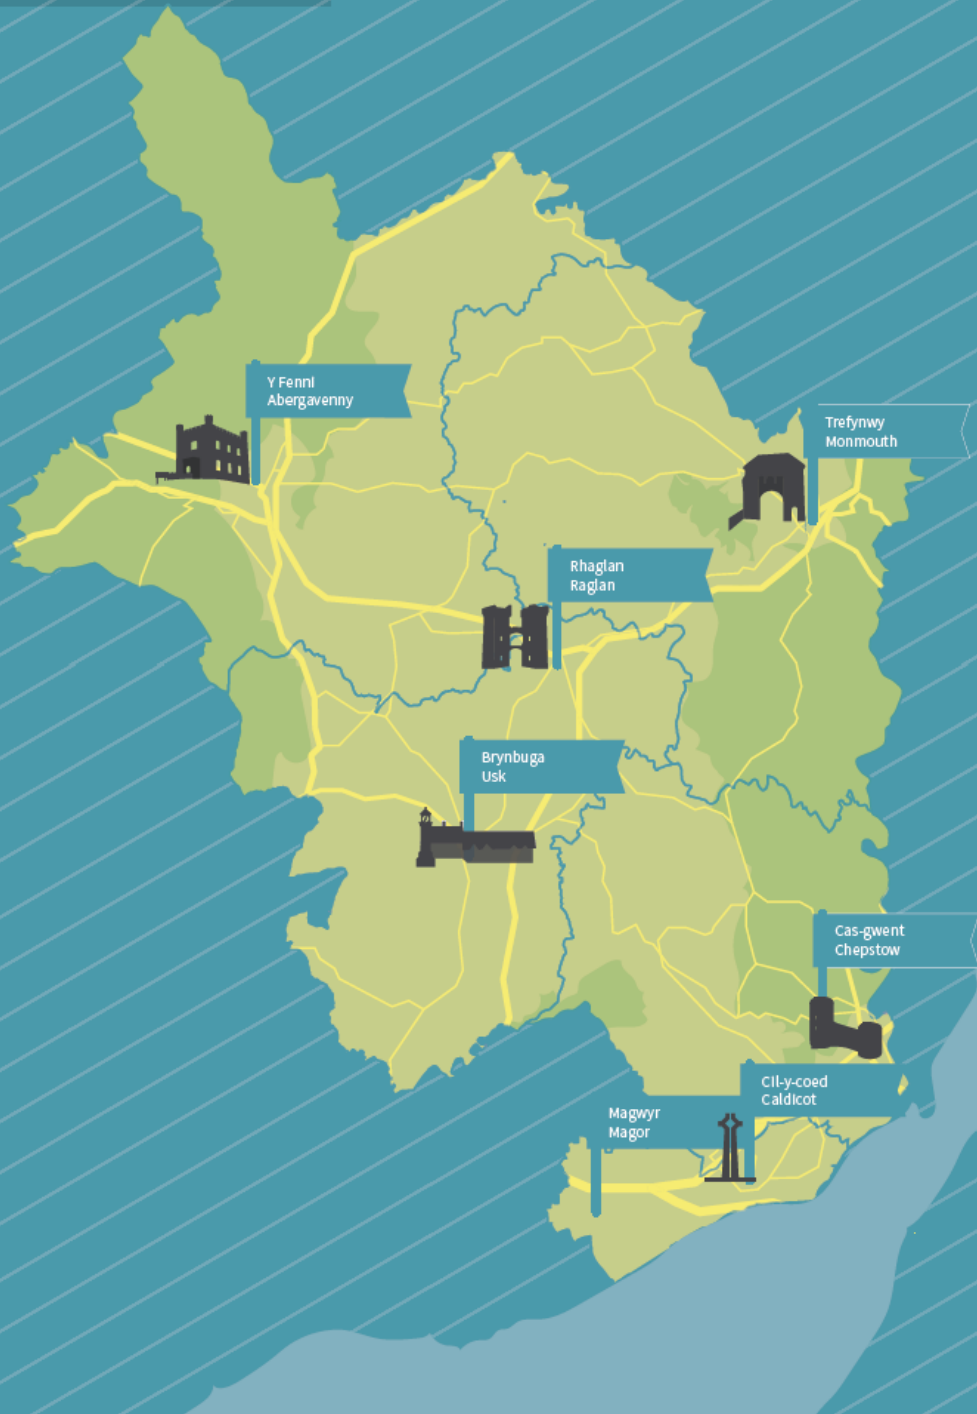 Y Fenni
Abergavenny
Trefynwy
Monmouth
Rhaglan
Raglan
Brynbuga
Usk
Cas-gwent
Chepstow
Cil-y-coed
Caldicot
Magwyr
Magor